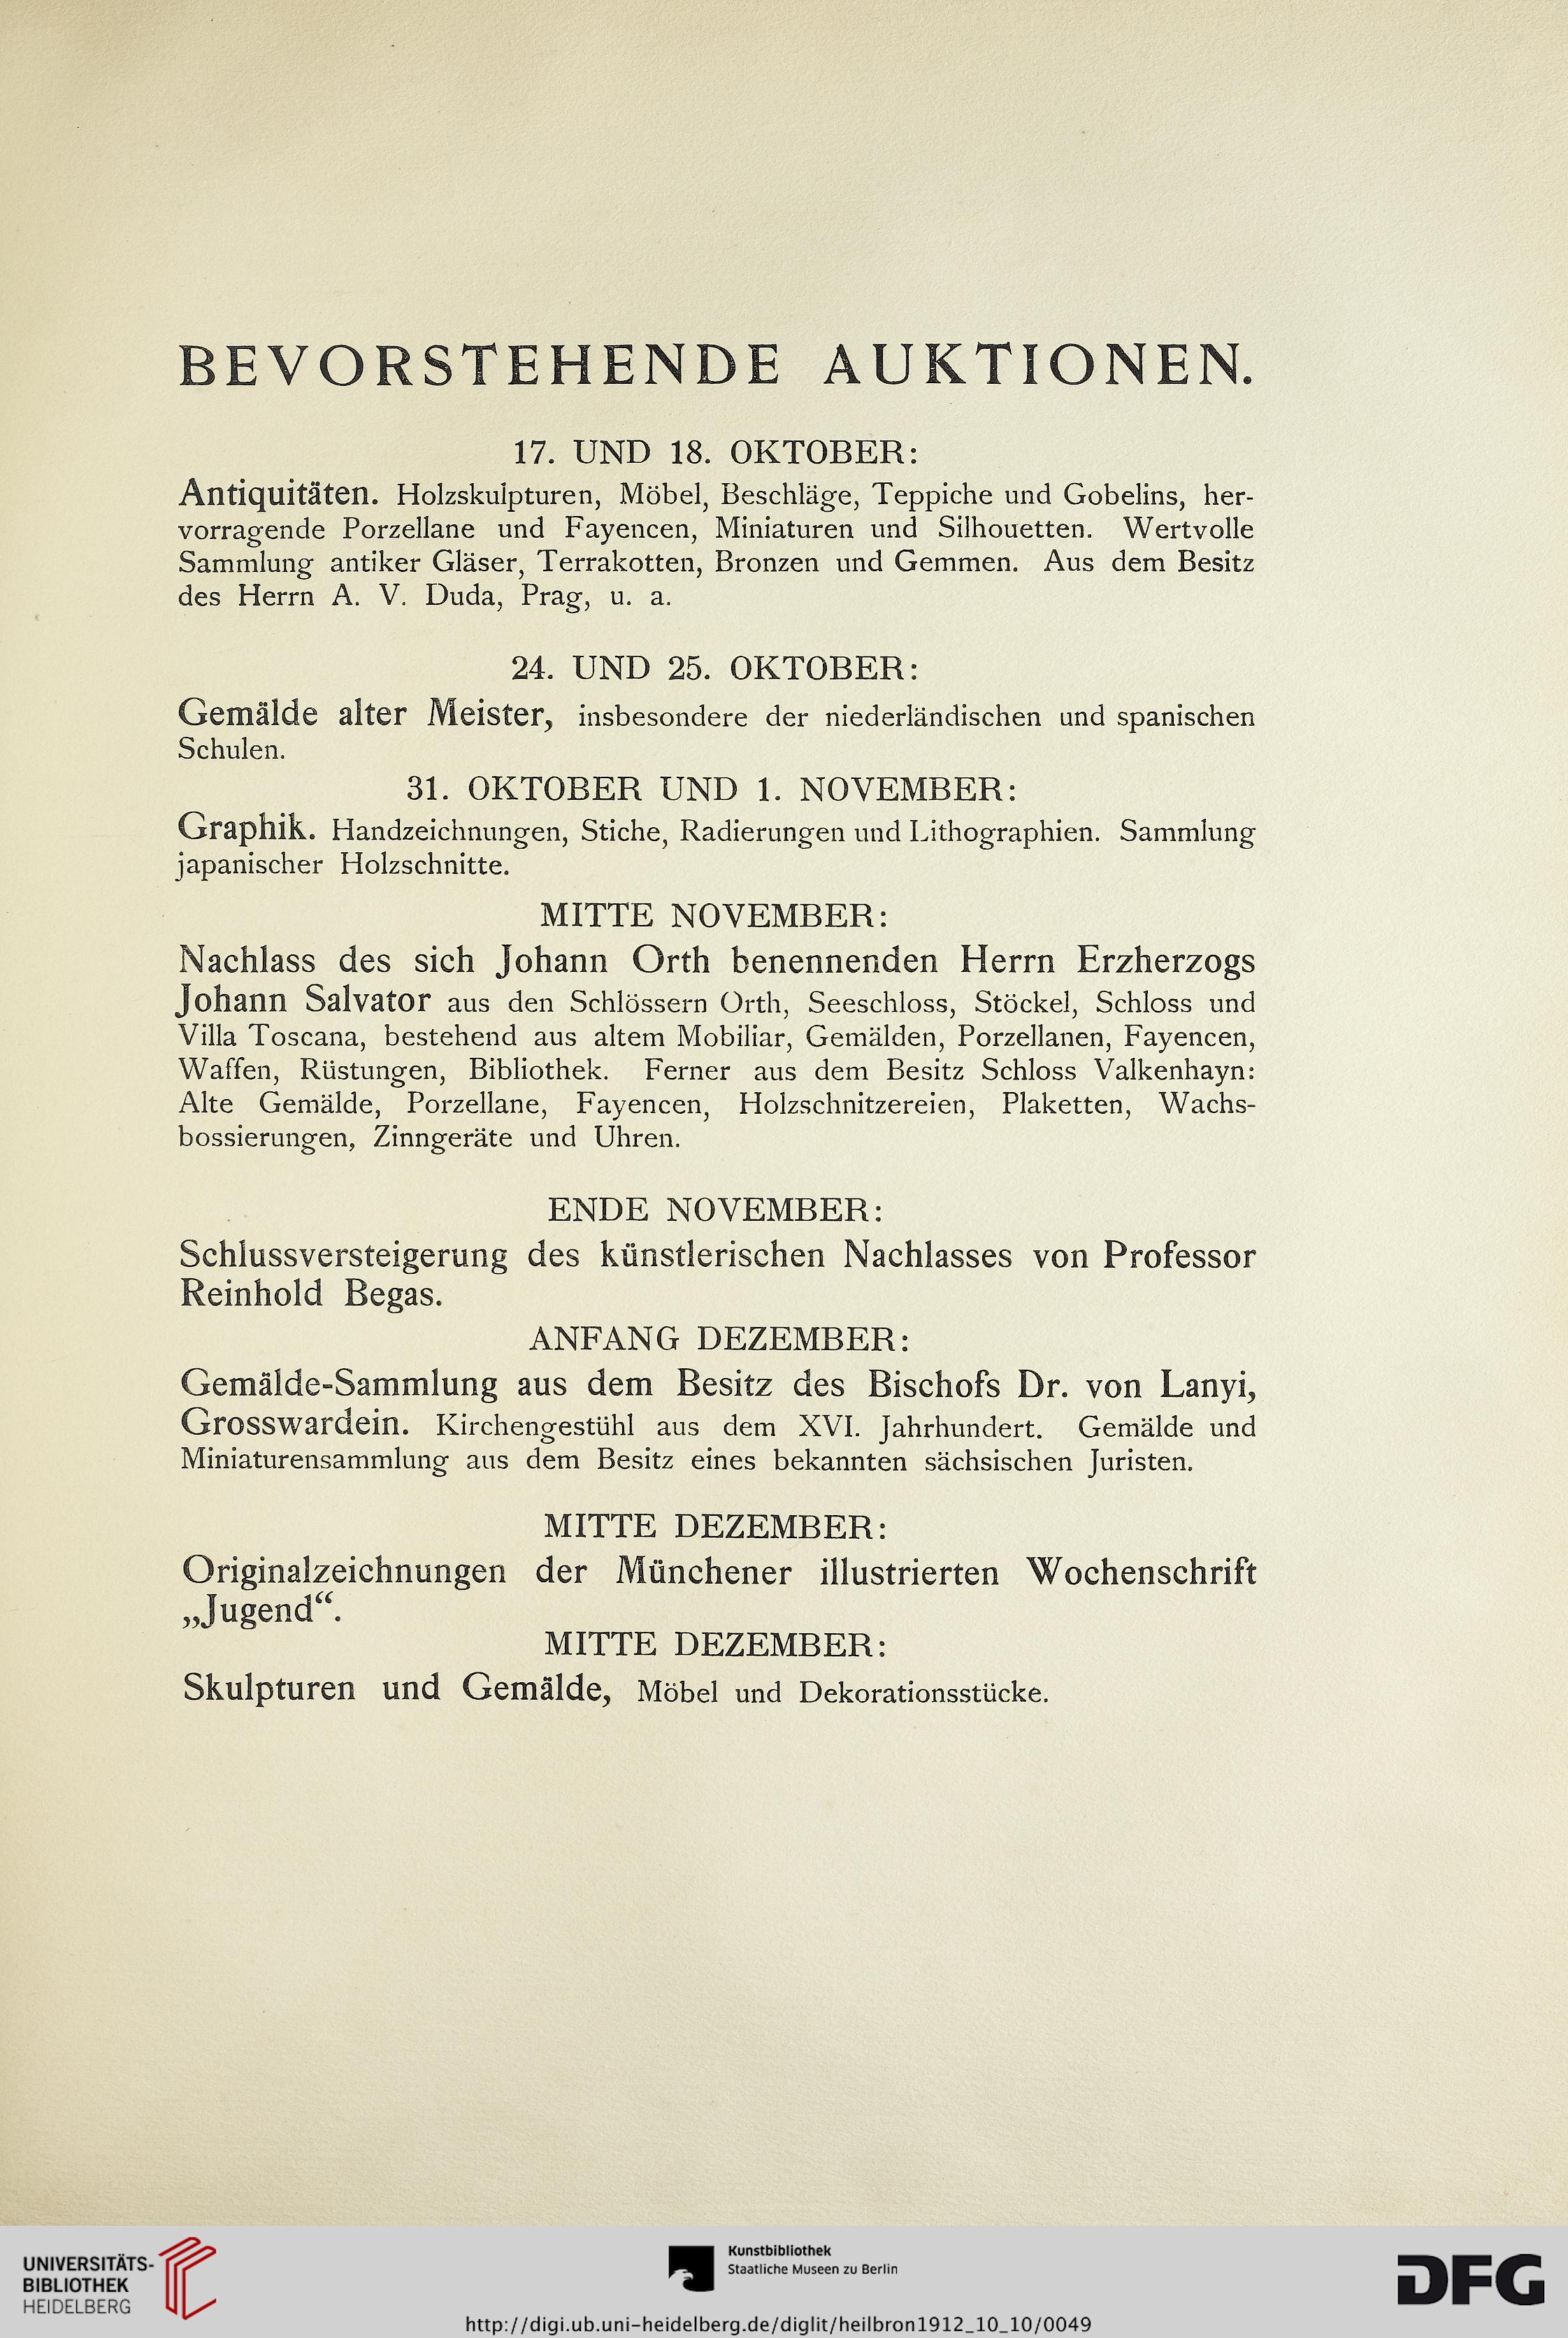 BEVORSTEHENDE AUKTIONEN.
17. UND 18. OKTOBER:
Antiquitäten. Holzskulpturen, Möbel, Beschläge, Teppiche und Gobelins, her-
vorragende Porzellane und Fayencen, Miniaturen und Silhouetten. Wertvolle
Sammlung antiker Gläser, Terrakotten, Bronzen und Gemmen. Aus dem Besitz
des Herrn A. V. Duda, Prag, u. a.
24. UND 25. OKTOBER:
Gemälde alter Meister, insbesondere der niederländischen und spanischen
Schulen.
31. OKTOBER UND 1. NOVEMBER:
Graphik. Handzeichnungen, Stiche, Radierungen und Lithographien. Sammlung
japanischer Holzschnitte.
MITTE NOVEMBER:
Nachlass des sich Johann Orth benennenden Herrn Erzherzogs
Johann Salvator aus den Schlössern Orth, Seeschloss, Stöckel, Schloss und
Villa Toscana, bestehend aus altem Mobiliar, Gemälden, Porzellanen, Fayencen,
Waffen, Rüstungen, Bibliothek. Ferner aus dem Besitz Schloss Valkenhayn:
Alte Gemälde, Porzellane, Fayencen, Holzschnitzereien, Plaketten, Wachs-
bossierungen, Zinngeräte und Uhren.
ENDE NOVEMBER:
Schlussversteigerung des künstlerischen Nachlasses von Professor
Reinhold Begas.
ANFANG DEZEMBER:
Gemälde-Sammlung aus dem Besitz des Bischofs Dr. von Lanyi,
Grosswardein. Kirchengestühl aus dem XVI. Jahrhundert. Gemälde und
Miniaturensammlung aus dem Besitz eines bekannten sächsischen Juristen.
MITTE DEZEMBER:
Originalzeichnungen der Münchener illustrierten Wochenschrift
„Jugend“.
MITTE DEZEMBER:
Skulpturen und Gemälde, Möbel und Dekorationsstücke.
UNIVERSITÄTS-
BIBLIOTHEK
HEIDELBERG
Kunstbibliothek
Staatliche Museen zu Berlin
DFG
http://digi.ub.uni-heidelberg.de/diglit/heilbron1912_10_10/0049